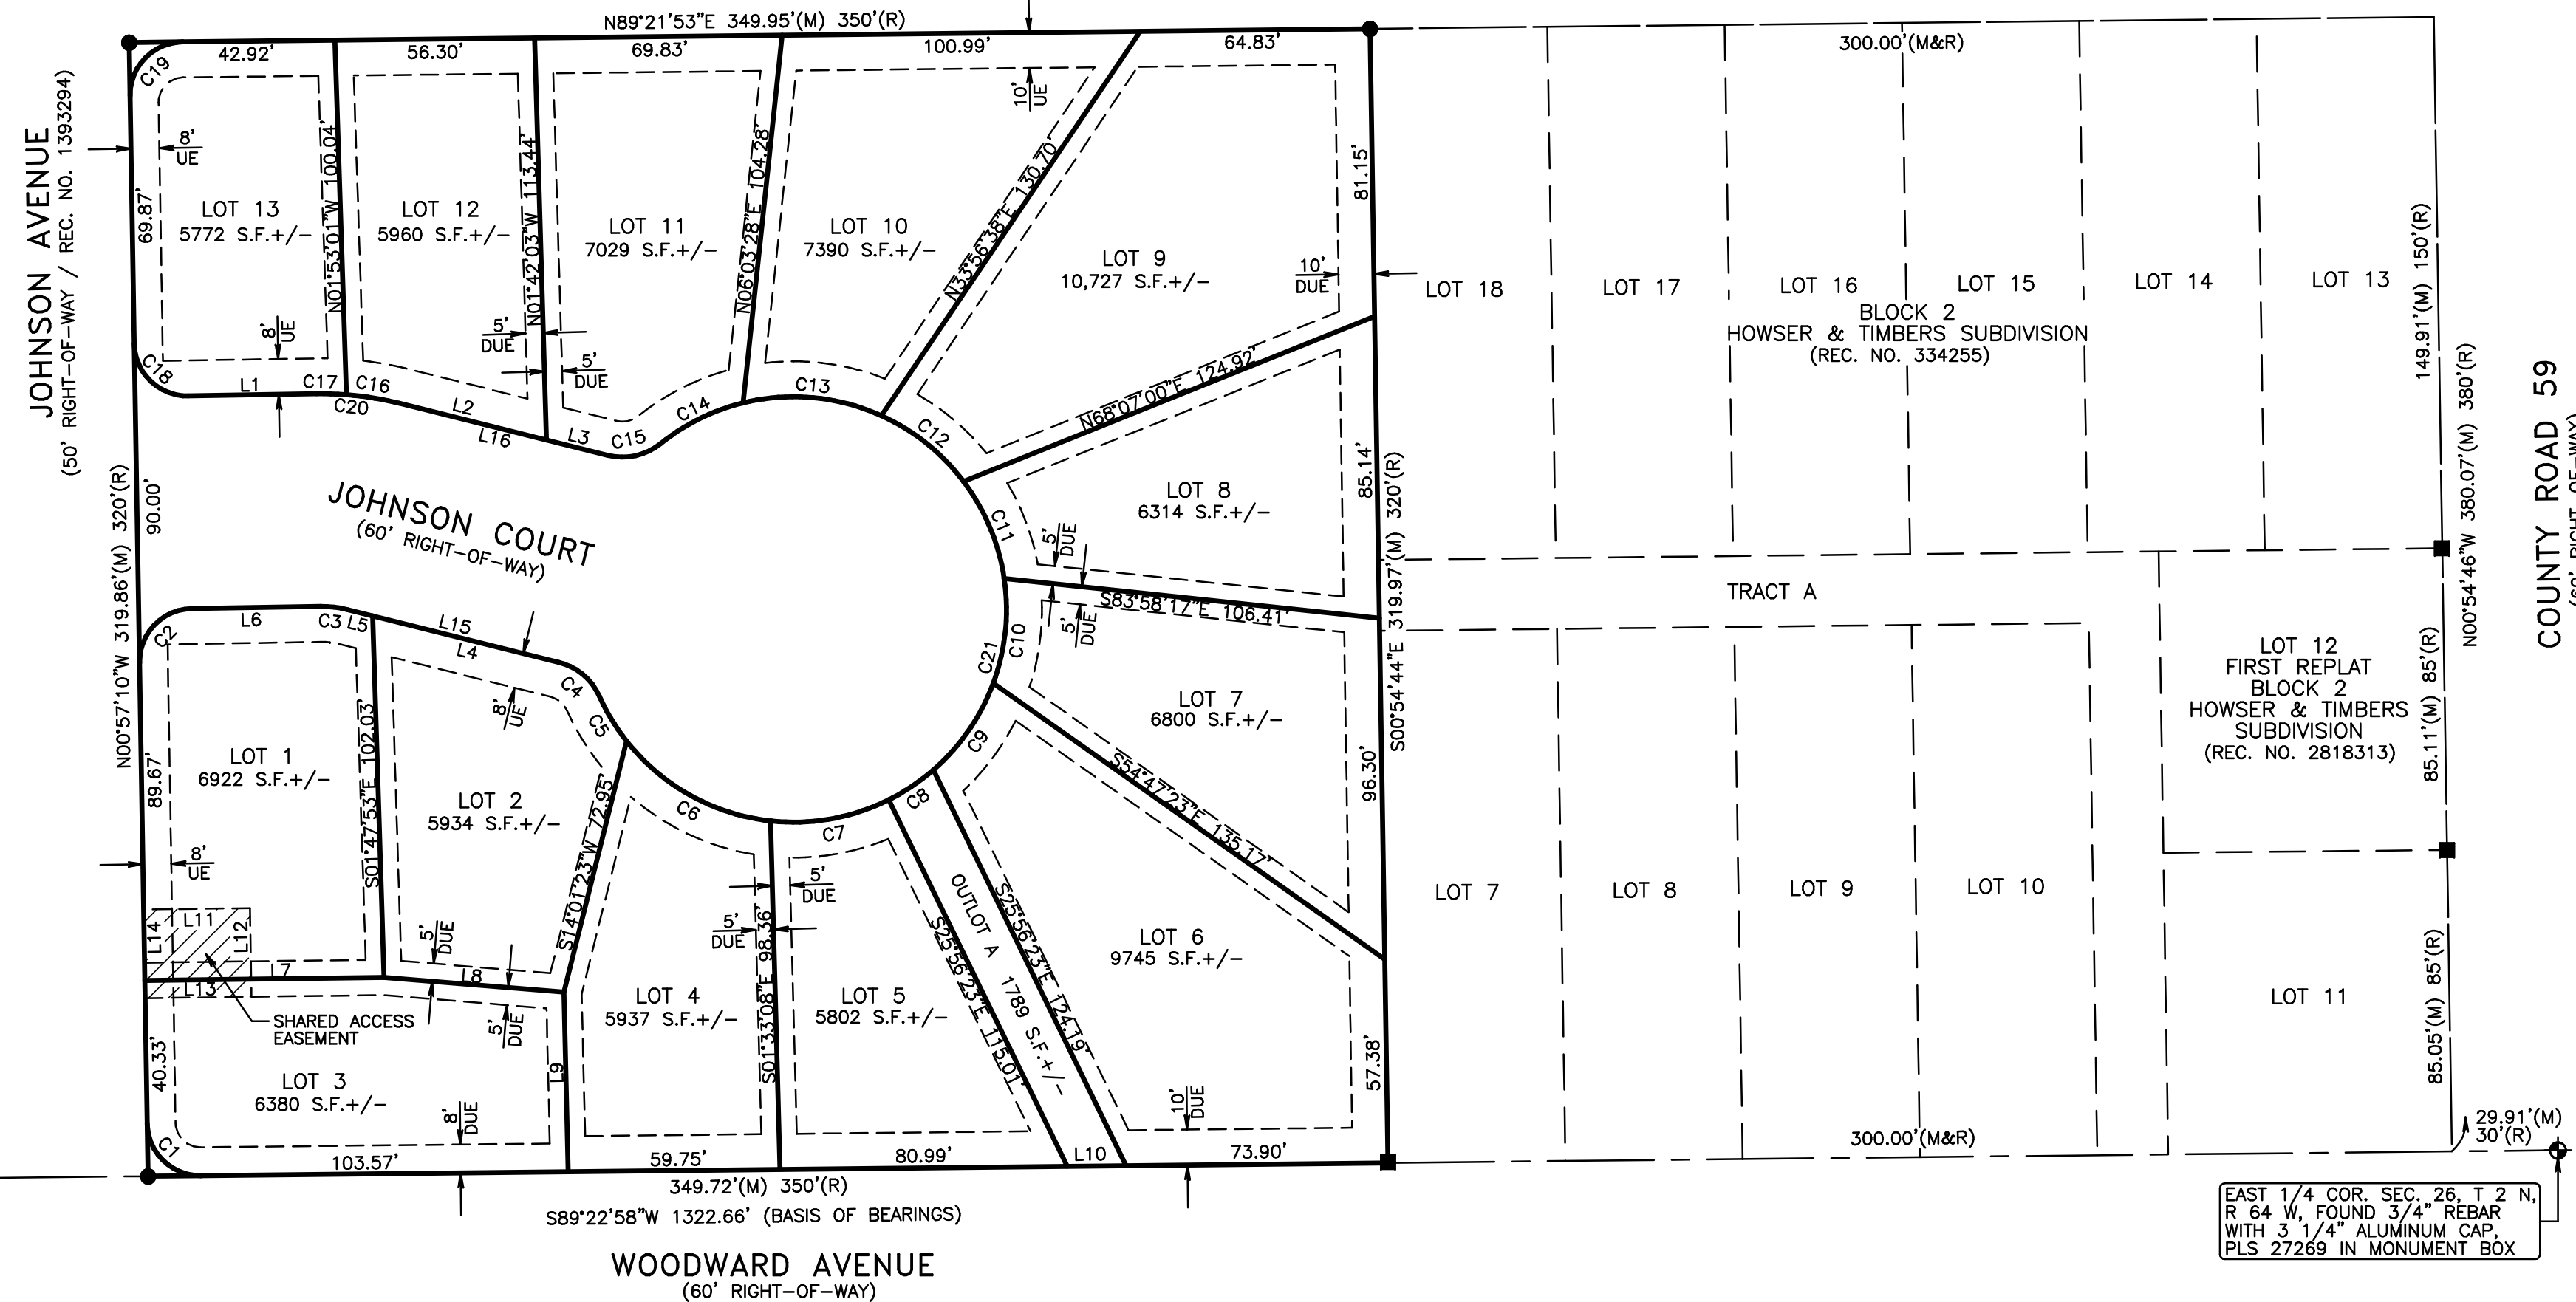 N89°21'53"E 349.95'(M) 350'(R)
42.92'
56.30'
69.83'
100.99'
64.83'
300.00'(M&R)
C19
JOHNSON AVENUE
(50' RIGHT-OF-WAY / REC. NO. 1393294)
8'
UE
69.87'
LOT 13
5772 S.F.+/-
N01°53'01"W 100.04'
LOT 12
5960 S.F.+/-
N01°42'03"W 113.44'
LOT 11
7029 S.F.+/-
N06°03'28"E 104.28'
LOT 10
7390 S.F.+/-
10'
UE
N33°56'38"E 130.70'
LOT 9
10,727 S.F.+/-
10'
DUE
81.15'
8'
UE
5'
DUE
5'
DUE
C18
L1
C17
C16
C20
L2
L16
L3
C15
C14
C13
C12
N68°07'00"E 124.92'
LOT 8
6314 S.F.+/-
85.14'
C11
5'
DUE
S83°58'17"E 106.41'
5'
DUE
C10
C21
S00°54'44"E 319.97'(M) 320'(R)
N00°57'10"W 319.86'(M) 320'(R)
90.00'
JOHNSON COURT
(60' RIGHT-OF-WAY)
C2
L6
C3
L5
L15
L4
C4
C5
8'
UE
LOT 7
6800 S.F.+/-
C9
S54°47'23"E 135.17'
96.30'
LOT 1
6922 S.F.+/-
89.67'
8'
UE
S01°47'53"E 102.03'
LOT 2
5934 S.F.+/-
S14°01'23"W 72.95'
C6
C7
C8
5'
DUE
5'
DUE
5'
DUE
L11
L12
L14
L7
L13
L8
5'
DUE
SHARED ACCESS
EASEMENT
40.33'
LOT 3
6380 S.F.+/-
8'
DUE
L9
C1
LOT 4
5937 S.F.+/-
S01°33'08"E 98.36'
LOT 5
5802 S.F.+/-
S25°56'23"E 115.01'
OUTLOT A 1789 S.F.+/-
S25°56'23"E 124.19'
LOT 6
9745 S.F.+/-
10'
DUE
57.38'
103.57'
59.75'
80.99'
L10
73.90'
349.72'(M) 350'(R)
S89°22'58"W 1322.66' (BASIS OF BEARINGS)
WOODWARD AVENUE
(60' RIGHT-OF-WAY)
LOT 18
LOT 17
LOT 16
LOT 15
LOT 14
LOT 13
BLOCK 2
HOWSER & TIMBERS SUBDIVISION
(REC. NO. 334255)
149.91'(M) 150'(R)
N00°54'46"W 380.07'(M) 380'(R)
COUNTY ROAD 59
TRACT A
LOT 12
FIRST REPLAT
BLOCK 2
HOWSER & TIMBERS
SUBDIVISION
(REC. NO. 2818313)
85.11'(M) 85'(R)
LOT 7
LOT 8
LOT 9
LOT 10
LOT 11
85.05'(M) 85'(R)
300.00'(M&R)
29.91'(M)
30'(R)
EAST 1/4 COR. SEC. 26, T 2 N,
R 64 W, FOUND 3/4" REBAR
WITH 3 1/4" ALUMINUM CAP,
PLS 27269 IN MONUMENT BOX